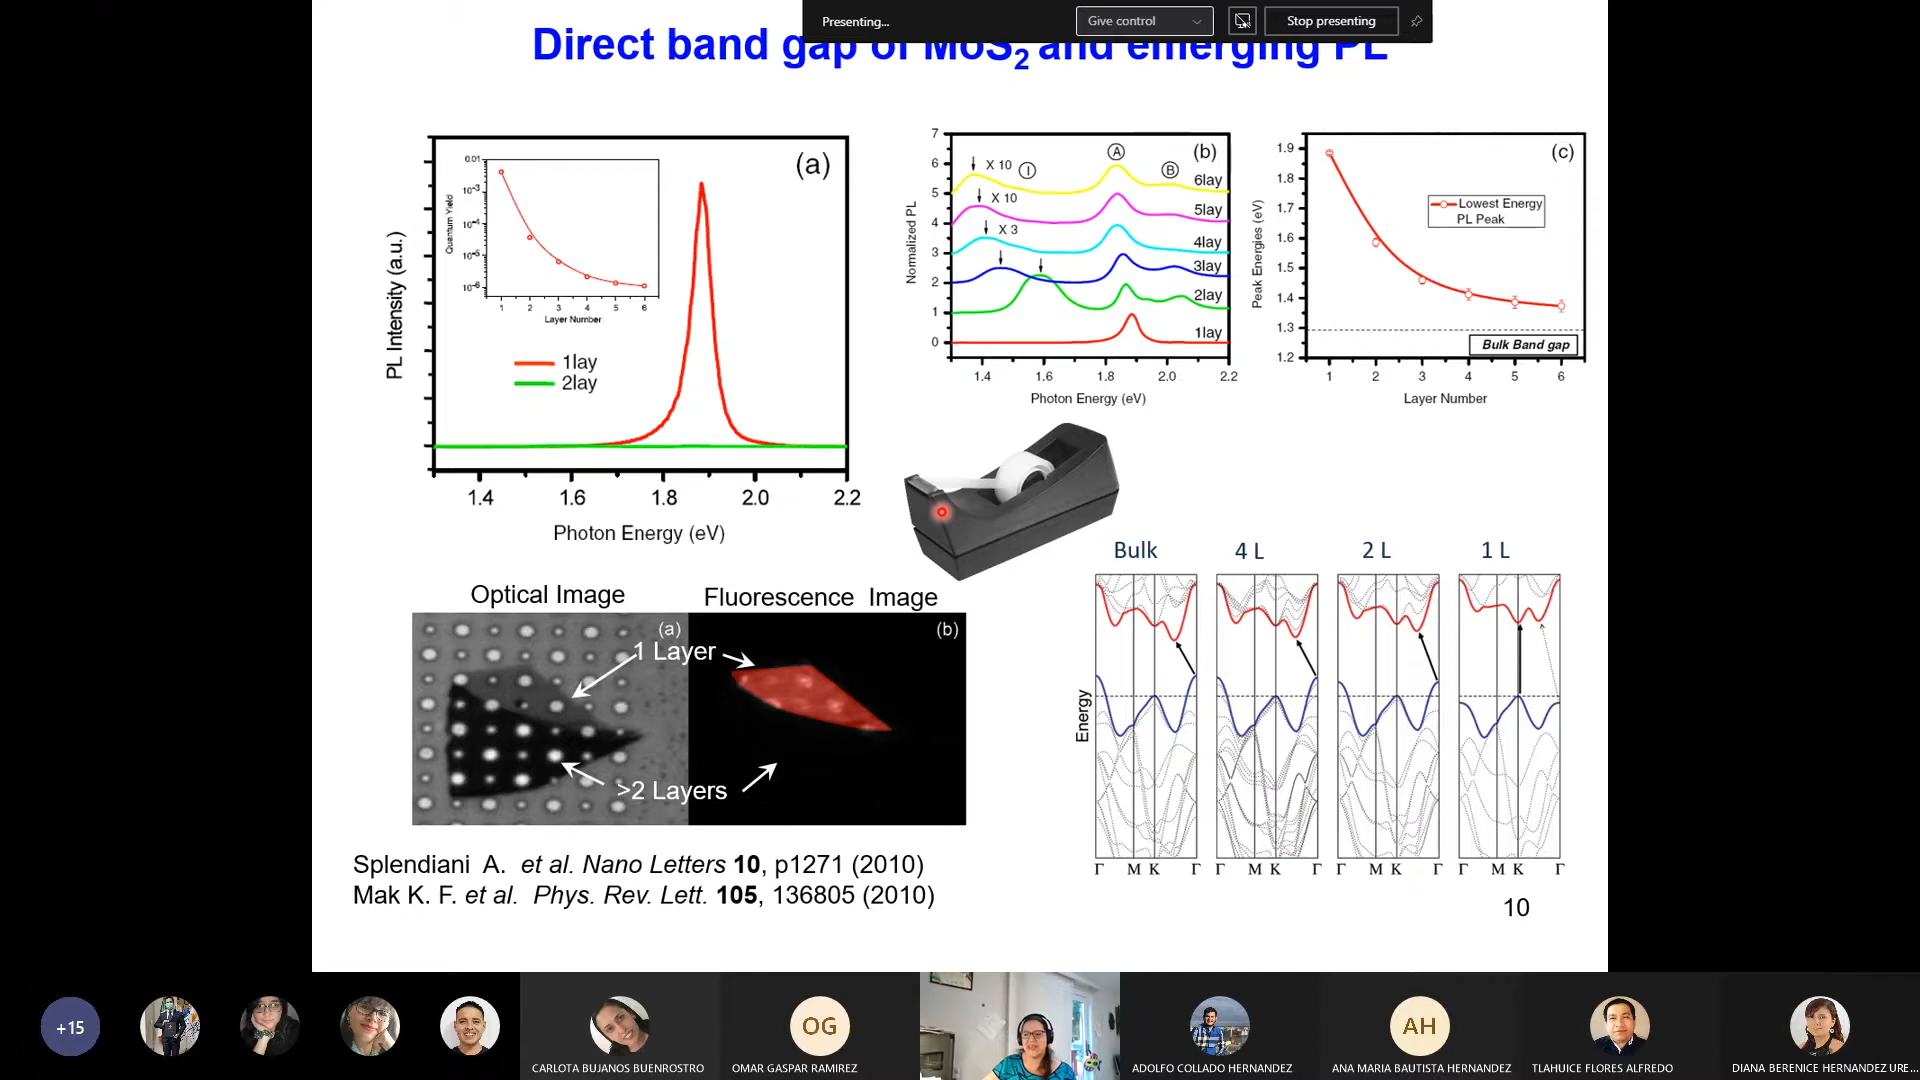 Presenting...
Give control
Stop presenting
Direct band gap of MoS2 and emerging PL
(a)
PL Intensity (a.u.)
0.01
10-3
10-4
10-5
10-6
Quantum Yield
1 2 3 4 5 6
Layer Number
1lay
2lay
1.4 1.6 1.8 2.0 2.2
Photon Energy (eV)
(b)
Normalized PL
7
6
5
4
3
2
1
0
X 10
X 10
X 3
I
A
B
6lay
5lay
4lay
3lay
2lay
1lay
1.4 1.6 1.8 2.0 2.2
Photon Energy (eV)
(c)
Peak Energies (eV)
1.9
1.8
1.7
1.6
1.5
1.4
1.3
1.2
Lowest Energy
PL Peak
Bulk Band gap
1 2 3 4 5 6
Layer Number
Optical Image
Fluorescence Image
(a)
(b)
1 Layer
>2 Layers
Bulk 4 L 2 L 1 L
Energy
Γ M K Γ Γ M K Γ Γ M K Γ Γ M K Γ
Splendiani A. et al. Nano Letters 10, p1271 (2010)
Mak K. F. et al. Phys. Rev. Lett. 105, 136805 (2010)
10
+15
OG
AH
CARLOTA BUJANOS BUENROSTRO
OMAR GASPAR RAMIREZ
ADOLFO COLLADO HERNANDEZ
ANA MARIA BAUTISTA HERNANDEZ
TLAHUICE FLORES ALFREDO
DIANA BERENICE HERNANDEZ URE...